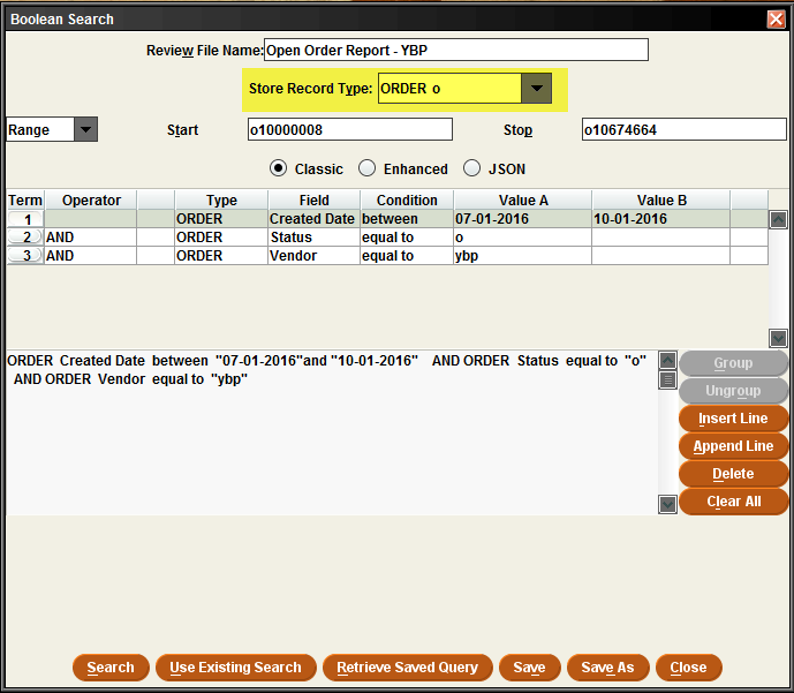 Boolean Search
Review File Name: Open Order Report - YBP
Store Record Type: ORDER o
Range Start o10000008 Stop o10674664
Classic Enhanced JSON
Term Operator Type Field Condition Value A Value B
1 ORDER Created Date between 07-01-2016 10-01-2016
2 AND ORDER Status equal to o
3 AND ORDER Vendor equal to ybp
ORDER Created Date between "07-01-2016"and "10-01-2016" AND ORDER Status equal to "o"
AND ORDER Vendor equal to "ybp"
Group
Ungroup
Insert Line
Append Line
Delete
Clear All
Search Use Existing Search Retrieve Saved Query Save Save As Close